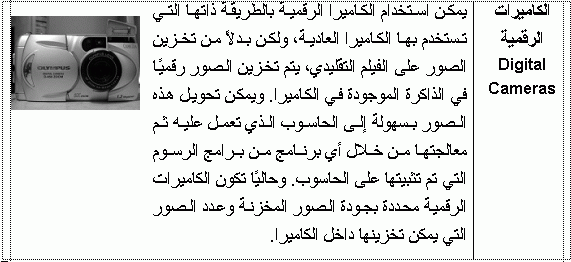 الكاميرات
الرقمية
Digital
Cameras
يمكن استخدام الكاميرا الرقمية بالطريقة ذاتها التي
تستخدم بها الكاميرا العادية، ولكن بدلاً من تخزين
الصور على الفيلم التقليدي، يتم تخزين الصور رقميًا
في الذاكرة الموجودة في الكاميرا. ويمكن تحويل هذه
الصور بسهولة إلى الحاسوب الذي تعمل عليه ثم
معالجتها من خلال أي برنامج من برامج الرسوم
التي تم تثبيتها على الحاسوب. وحاليًا تكون الكاميرات
الرقمية محددة بجودة الصور المخزنة وعدد الصور
التي يمكن تخزينها داخل الكاميرا.
OLYMPUS